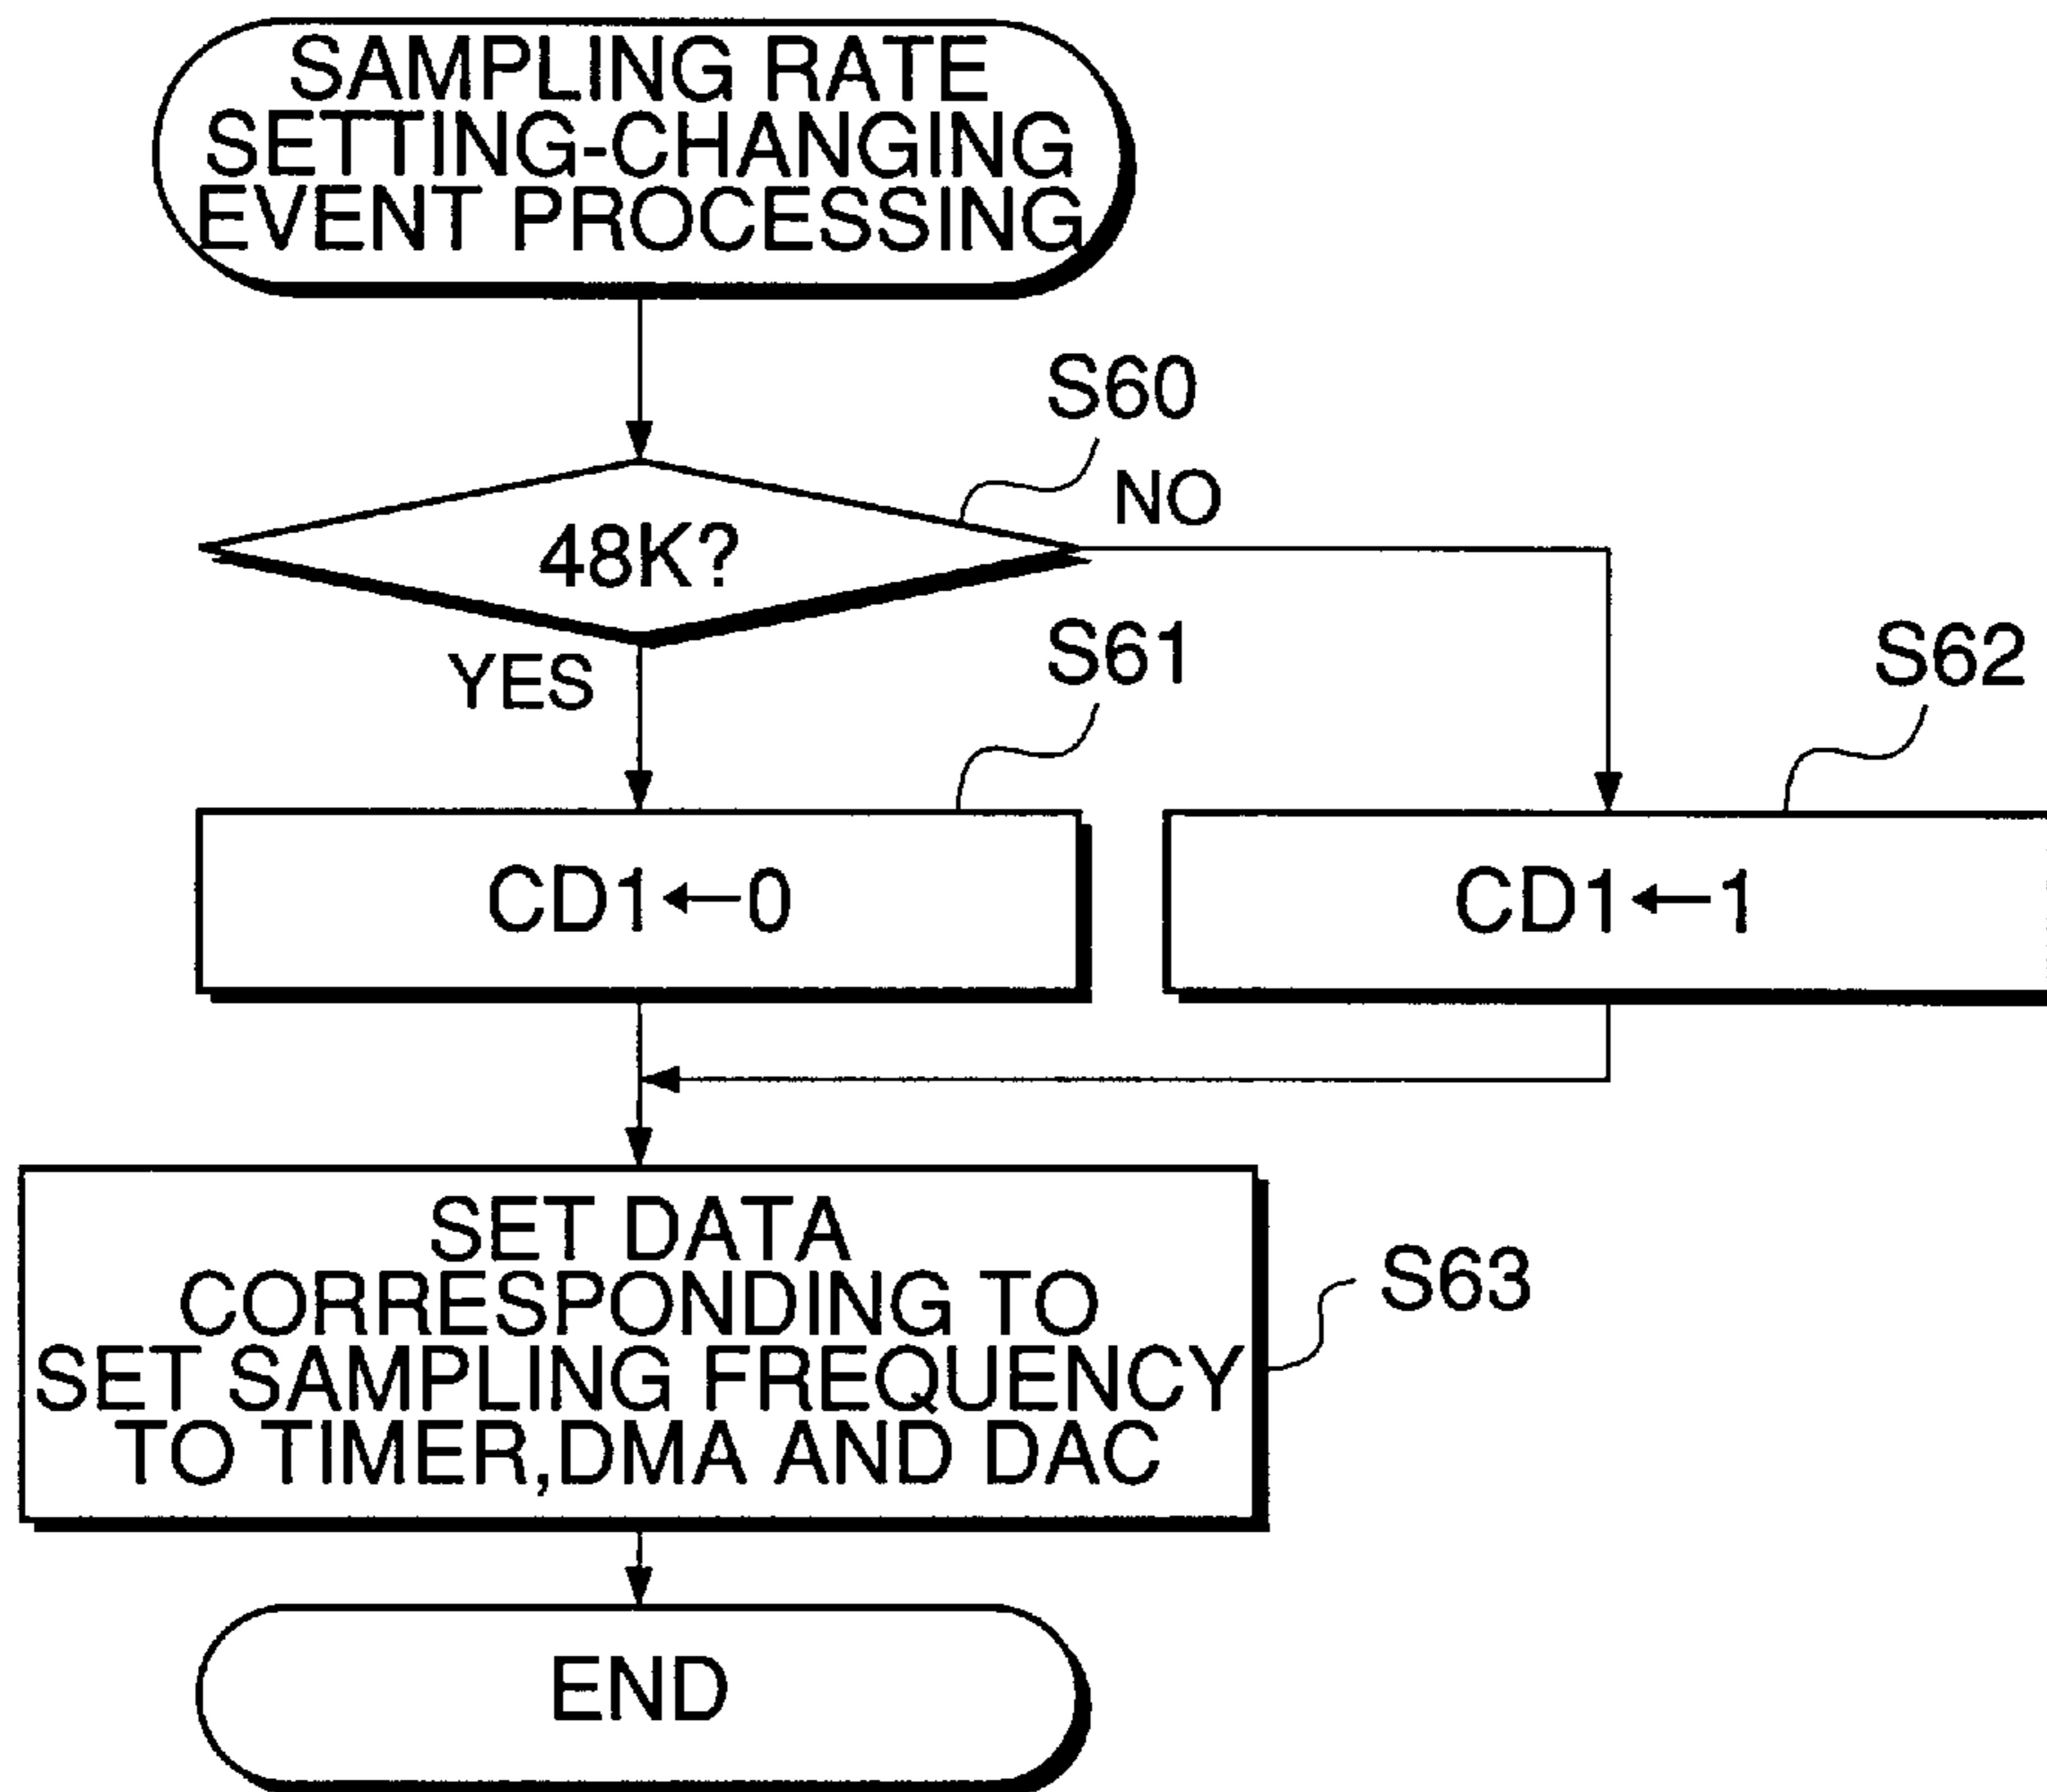 SAMPLING RATE
SETTING-CHANGING
EVENT PROCESSING
S60
48K?
NO
YES
S61
S62
CD1←0
CD1←1
SET DATA
CORRESPONDING TO
SET SAMPLING FREQUENCY
TO TIMER,DMA AND DAC
S63
END